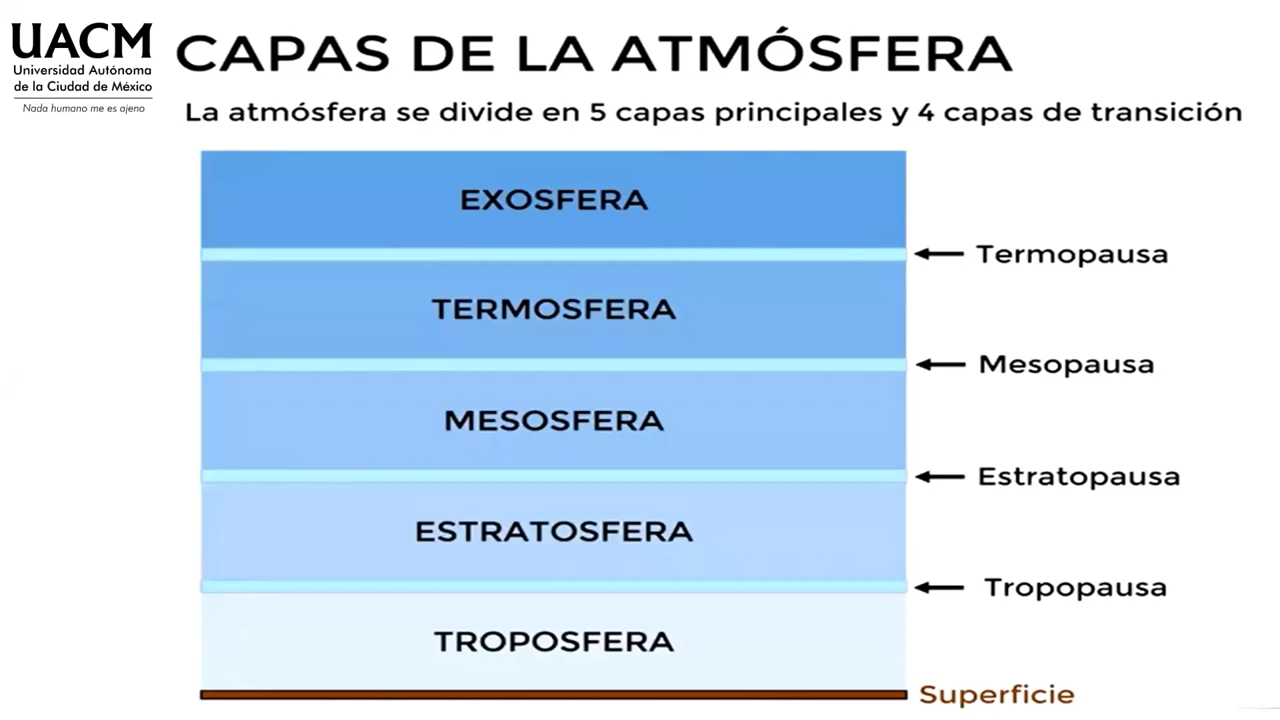 UACM
Universidad Autónoma
de la Ciudad de México
Nada humano me es ajeno
CAPAS DE LA ATMÓSFERA
La atmósfera se divide en 5 capas principales y 4 capas de transición
EXOSFERA
Termopausa
TERMOSFERA
Mesopausa
MESOSFERA
Estratopausa
ESTRATOSFERA
Tropopausa
TROPOSFERA
Superficie